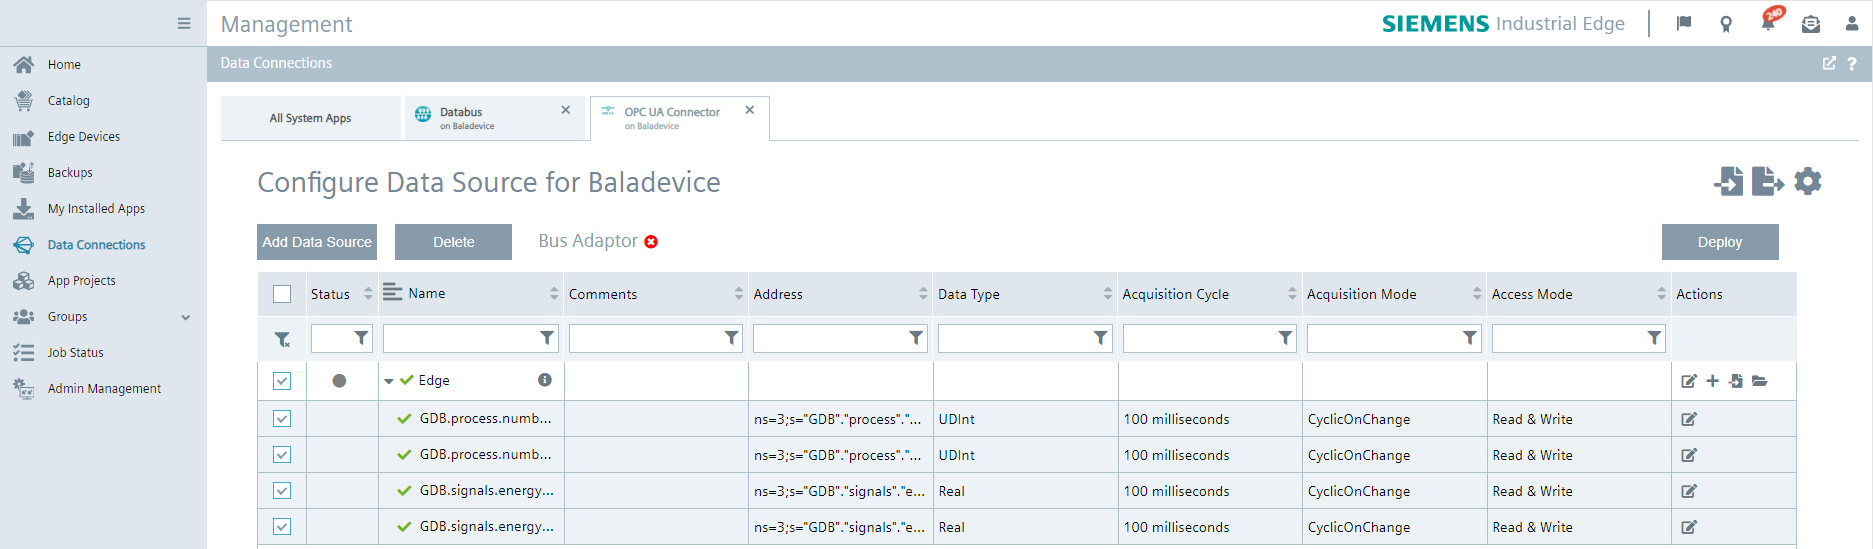 Management
SIEMENS Industrial Edge
240
Home
Catalog
Edge Devices
Backups
My Installed Apps
Data Connections
App Projects
Groups
Job Status
Admin Management
Data Connections
?
All System Apps
Databus
on Baladevice
OPC UA Connector
on Baladevice
Configure Data Source for Baladevice
Add Data Source Delete Bus Adaptor Deploy
Status Name Comments Address Data Type Acquisition Cycle Acquisition Mode Access Mode Actions
Edge
GDB.process.numb... ns=3;s="GDB"."process"."... UDInt 100 milliseconds CyclicOnChange Read & Write
GDB.process.numb... ns=3;s="GDB"."process"."... UDInt 100 milliseconds CyclicOnChange Read & Write
GDB.signals.energy... ns=3;s="GDB"."signals"."e... Real 100 milliseconds CyclicOnChange Read & Write
GDB.signals.energy... ns=3;s="GDB"."signals"."e... Real 100 milliseconds CyclicOnChange Read & Write